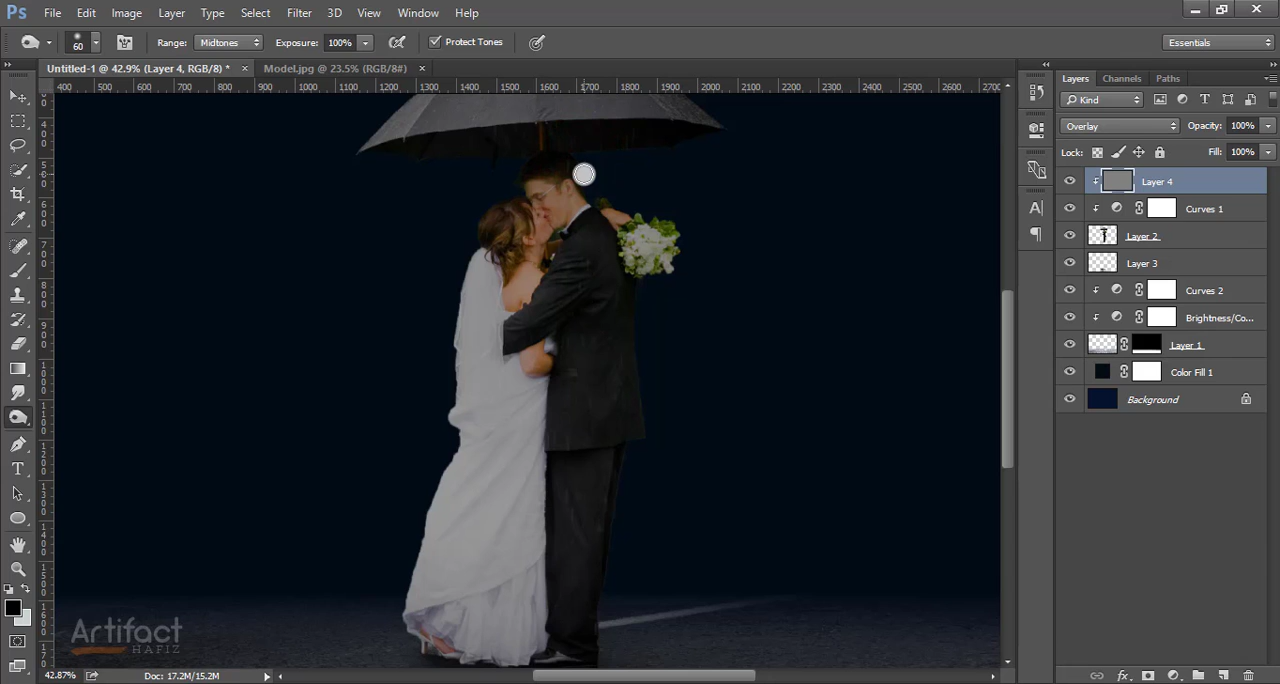 Ps File Edit Image Layer Type Select Filter 3D View Window Help
60 Range: Midtones Exposure: 100% Protect Tones Essentials
Untitled-1 @ 42.9% (Layer 4, RGB/8) * × Model.jpg @ 23.5% (RGB/8#) ×
400 500 600 700 800 900 1000 1100 1200 1300 1400 1500 1600 1700 1800 1900 2000 2100 2200 2300 2400 2500 2600 2700
Layers Channels Paths
Kind
Overlay Opacity: 100%
Lock: Fill: 100%
Layer 4
Curves 1
Layer 2
Layer 3
Curves 2
Brightness/Co...
Layer 1
Color Fill 1
Background
Artifact
HAFIZ
42.87% Doc: 17.2M/15.2M